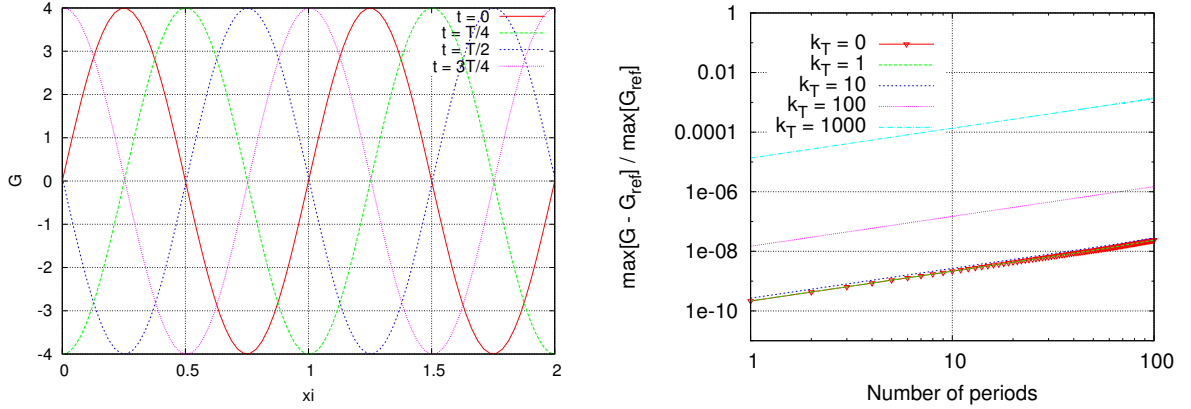 4
3
2
1
0
-1
-2
-3
-4
G
0
0.5
1
1.5
2
xi
t = 0
t = T/4
t = T/2
t = 3T/4
1
0.01
0.0001
1e-06
1e-08
1e-10
max[G - G_ref] / max[G_ref]
k_T = 0
k_T = 1
k_T = 10
k_T = 100
k_T = 1000
1
10
100
Number of periods